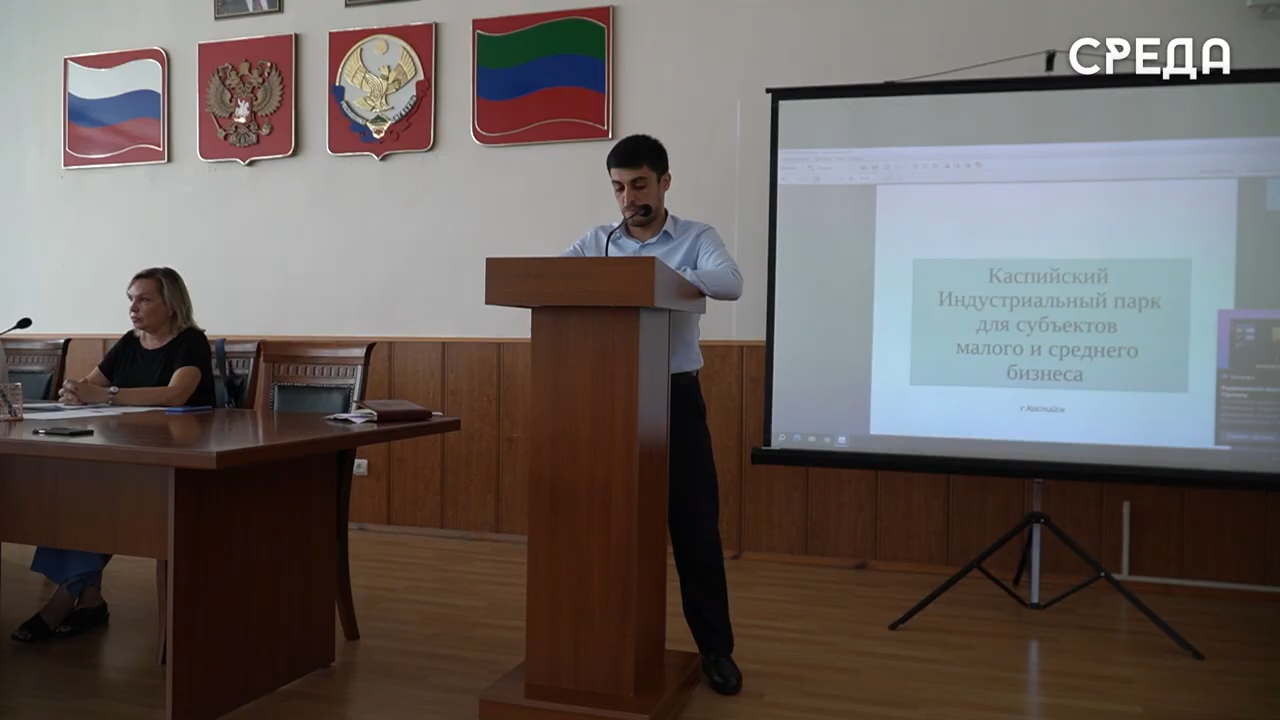 СРЕДА
Каспийский
Индустриальный парк
для субъектов
малого и среднего
бизнеса
г.Каспийск